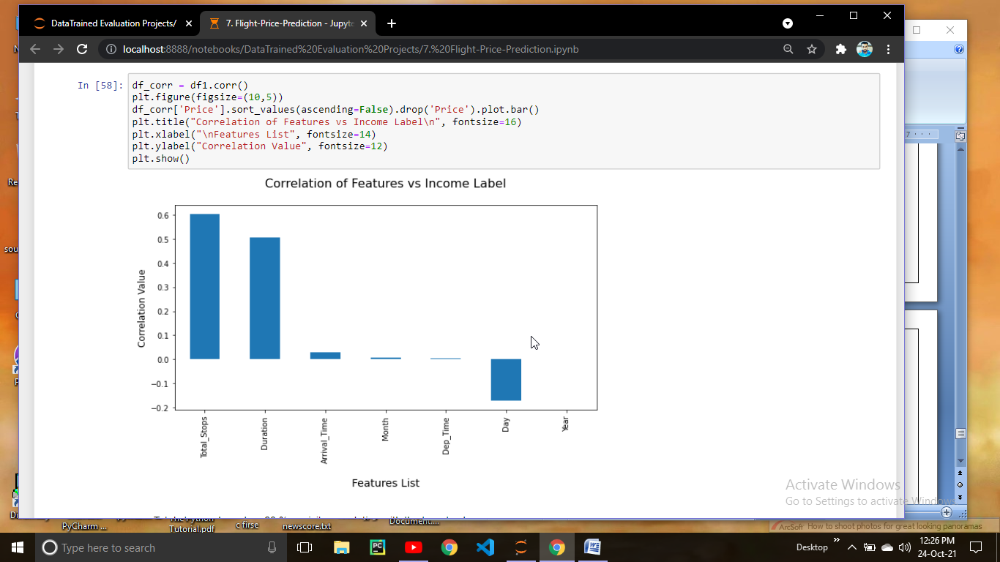 DataTrained Evaluation Projects/
7. Flight-Price-Prediction - Jupyte
localhost:8888/notebooks/DataTrained%20Evaluation%20Projects/7.%20Flight-Price-Prediction.ipynb
In [58]:
df_corr = df1.corr()
plt.figure(figsize=(10,5))
df_corr['Price'].sort_values(ascending=False).drop('Price').plot.bar()
plt.title("Correlation of Features vs Income Label\n", fontsize=16)
plt.xlabel("\nFeatures List", fontsize=14)
plt.ylabel("Correlation Value", fontsize=12)
plt.show()
Correlation of Features vs Income Label
Correlation Value
0.6
0.5
0.4
0.3
0.2
0.1
0.0
−0.1
−0.2
Total_Stops
Duration
Arrival_Time
Month
Dep_Time
Day
Year
Features List
Activate Windows
Go to Settings to activate Windows.
PyCharm ...
Tutorial.pdf
c firse
newscore.txt
Document....
ArcSoft How to shoot photos for great looking panoramas
Type here to search
Desktop
12:26 PM
24-Oct-21